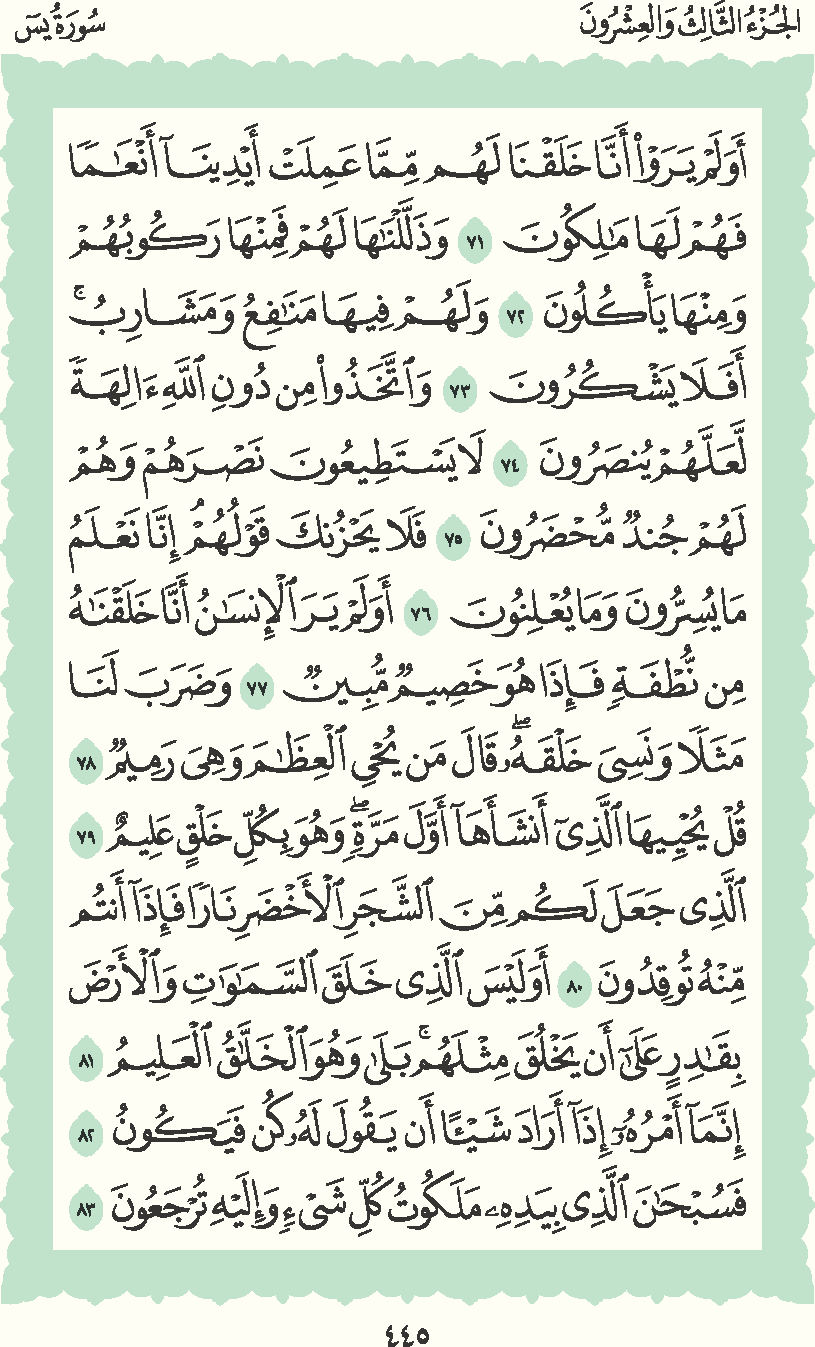 الجُزْءُ الثَّالِثُ وَالعِشْرُونَ
سُورَةُ يسٓ
أَوَلَمْ يَرَوْا۟ أَنَّا خَلَقْنَا لَهُم مِّمَّا عَمِلَتْ أَيْدِينَآ أَنْعَـٰمًا
فَهُمْ لَهَا مَـٰلِكُونَ ٧١ وَذَلَّلْنَـٰهَا لَهُمْ فَمِنْهَا رَكُوبُهُمْ
وَمِنْهَا يَأْكُلُونَ ٧٢ وَلَهُمْ فِيهَا مَنَـٰفِعُ وَمَشَارِبُ ۚ
أَفَلَا يَشْكُرُونَ ٧٣ وَٱتَّخَذُوا۟ مِن دُونِ ٱللَّهِ ءَالِهَةً
لَّعَلَّهُمْ يُنصَرُونَ ٧٤ لَا يَسْتَطِيعُونَ نَصْرَهُمْ وَهُمْ
لَهُمْ جُندٌ مُّحْضَرُونَ ٧٥ فَلَا يَحْزُنكَ قَوْلُهُمْ ۘ إِنَّا نَعْلَمُ
مَا يُسِرُّونَ وَمَا يُعْلِنُونَ ٧٦ أَوَلَمْ يَرَ ٱلْإِنسَـٰنُ أَنَّا خَلَقْنَـٰهُ
مِن نُّطْفَةٍ فَإِذَا هُوَ خَصِيمٌ مُّبِينٌ ٧٧ وَضَرَبَ لَنَا
مَثَلًا وَنَسِىَ خَلْقَهُۥ ۖ قَالَ مَن يُحْىِ ٱلْعِظَـٰمَ وَهِىَ رَمِيمٌ ٧٨
قُلْ يُحْيِيهَا ٱلَّذِىٓ أَنشَأَهَآ أَوَّلَ مَرَّةٍ ۖ وَهُوَ بِكُلِّ خَلْقٍ عَلِيمٌ ٧٩
ٱلَّذِى جَعَلَ لَكُم مِّنَ ٱلشَّجَرِ ٱلْأَخْضَرِ نَارًا فَإِذَآ أَنتُم
مِّنْهُ تُوقِدُونَ ٨٠ أَوَلَيْسَ ٱلَّذِى خَلَقَ ٱلسَّمَـٰوَٰتِ وَٱلْأَرْضَ
بِقَـٰدِرٍ عَلَىٰٓ أَن يَخْلُقَ مِثْلَهُم ۚ بَلَىٰ وَهُوَ ٱلْخَلَّـٰقُ ٱلْعَلِيمُ ٨١
إِنَّمَآ أَمْرُهُۥٓ إِذَآ أَرَادَ شَيْـًٔا أَن يَقُولَ لَهُۥ كُن فَيَكُونُ ٨٢
فَسُبْحَـٰنَ ٱلَّذِى بِيَدِهِۦ مَلَكُوتُ كُلِّ شَىْءٍ وَإِلَيْهِ تُرْجَعُونَ ٨٣
٤٤٥